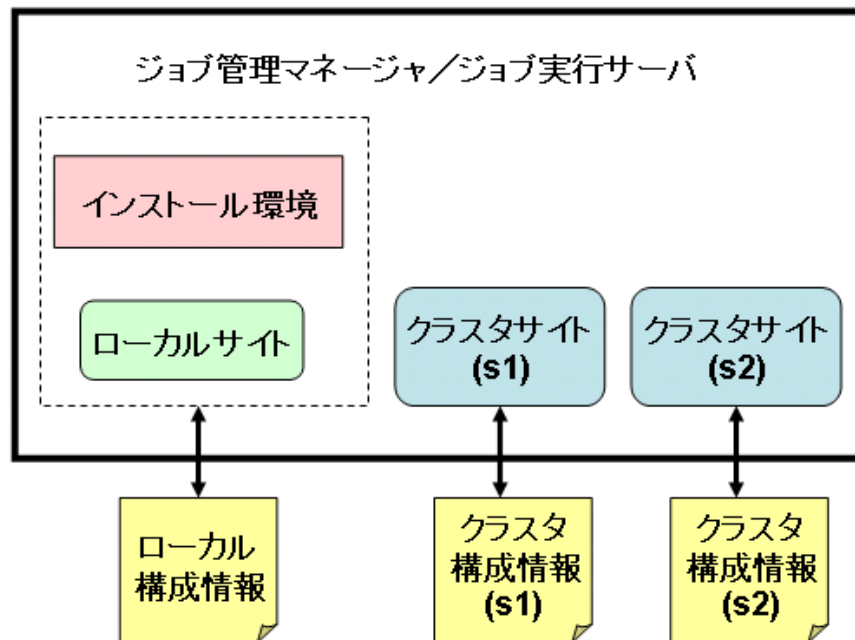 ジョブ管理マネージャ／ジョブ実行サーバ
インストール環境
ローカルサイト
クラスタサイト
(s1)
クラスタサイト
(s2)
ローカル
構成情報
クラスタ
構成情報
(s1)
クラスタ
構成情報
(s2)